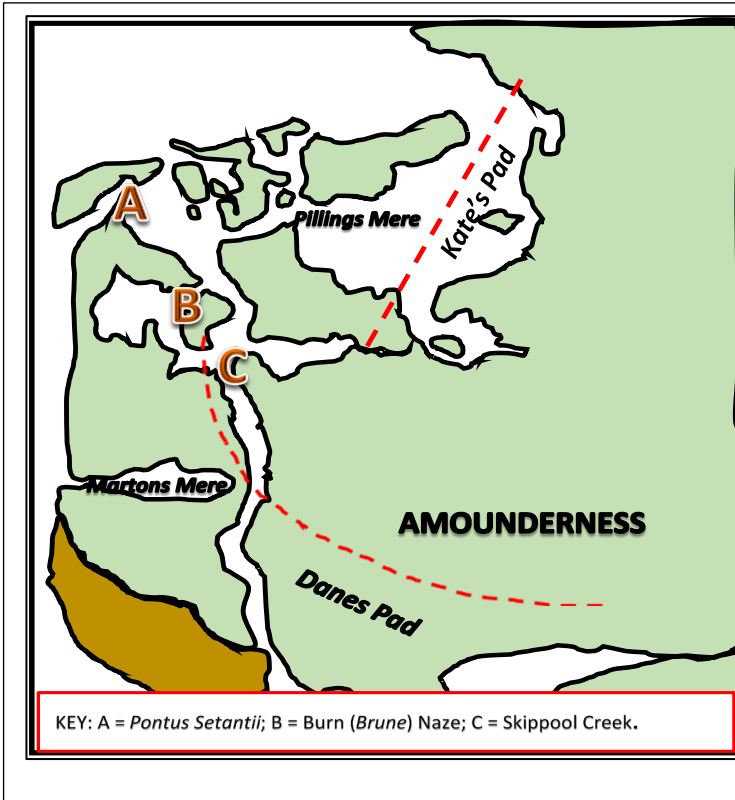 Kate's Pad
A
Pillings Mere
B
C
Martons Mere
AMOUNDERNESS
Danes Pad
KEY: A = Pontus Setantii; B = Burn (Brune) Naze; C = Skippool Creek.